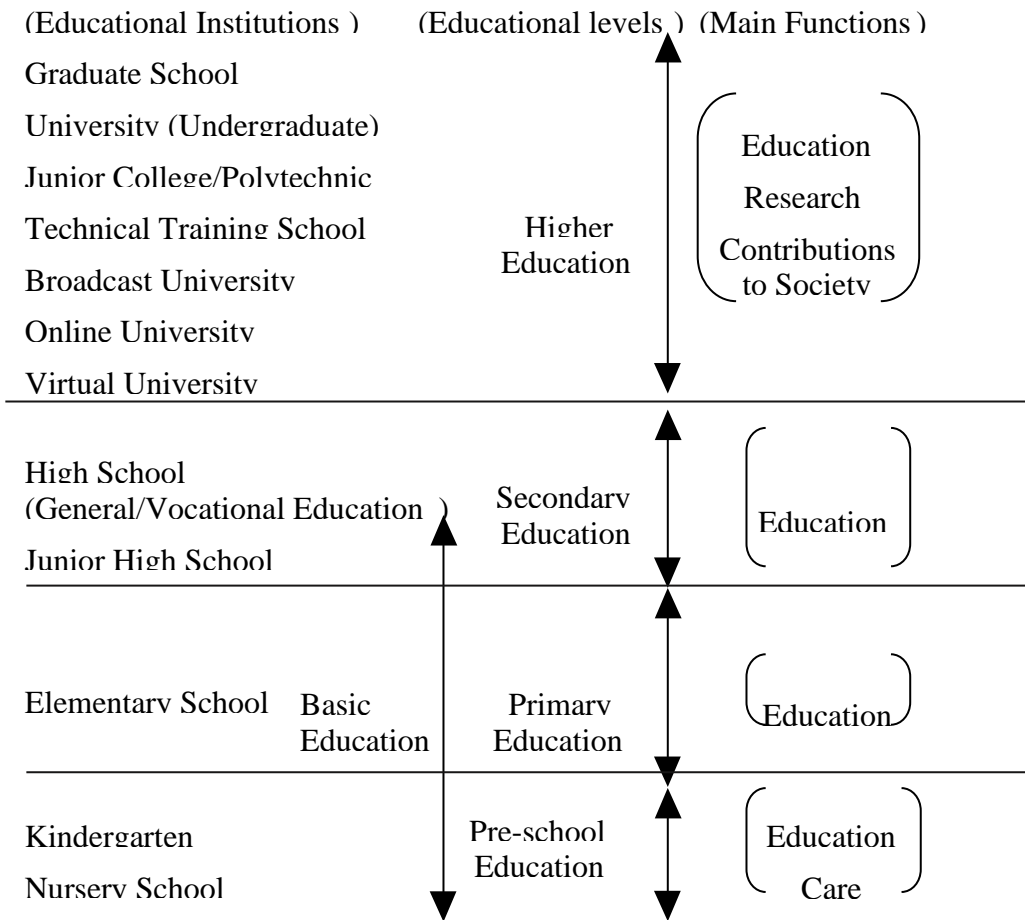 (Educational Institutions ) (Educational levels ) (Main Functions )
Graduate School
University (Undergraduate)
Junior College/Polytechnic
Technical Training School
Broadcast University
Online University
Virtual University
Higher
Education
Education
Research
Contributions
to Society
High School
(General/Vocational Education )
Junior High School
Secondary
Education
Education
Elementary School
Basic
Education
Primary
Education
Education
Kindergarten
Nursery School
Pre-school
Education
Education
Care